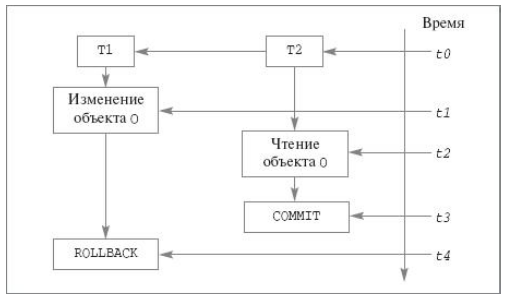 Время
T1
T2
t0
Изменение
объекта O
t1
Чтение
объекта O
t2
COMMIT
t3
ROLLBACK
t4